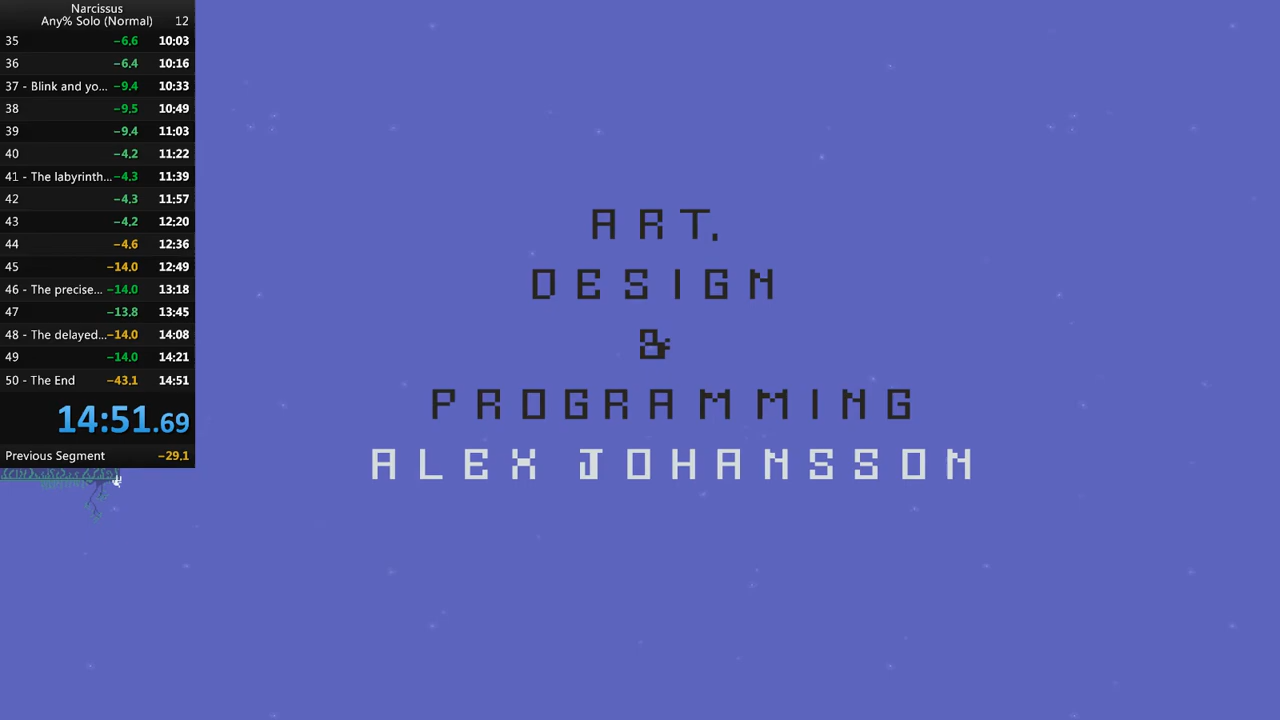 Narcissus
Any% Solo (Normal) 12
35 −6.6 10:03
36 −6.4 10:16
37 - Blink and yo... −9.4 10:33
38 −9.5 10:49
39 −9.4 11:03
40 −4.2 11:22
41 - The labyrinth... −4.3 11:39
42 −4.3 11:57
43 −4.2 12:20
44 −4.6 12:36
45 −14.0 12:49
46 - The precise... −14.0 13:18
47 −13.8 13:45
48 - The delayed... −14.0 14:08
49 −14.0 14:21
50 - The End −43.1 14:51
14:51.69
Previous Segment −29.1
ART.
DESIGN
&
PROGRAMMING
ALEX JOHANSSON